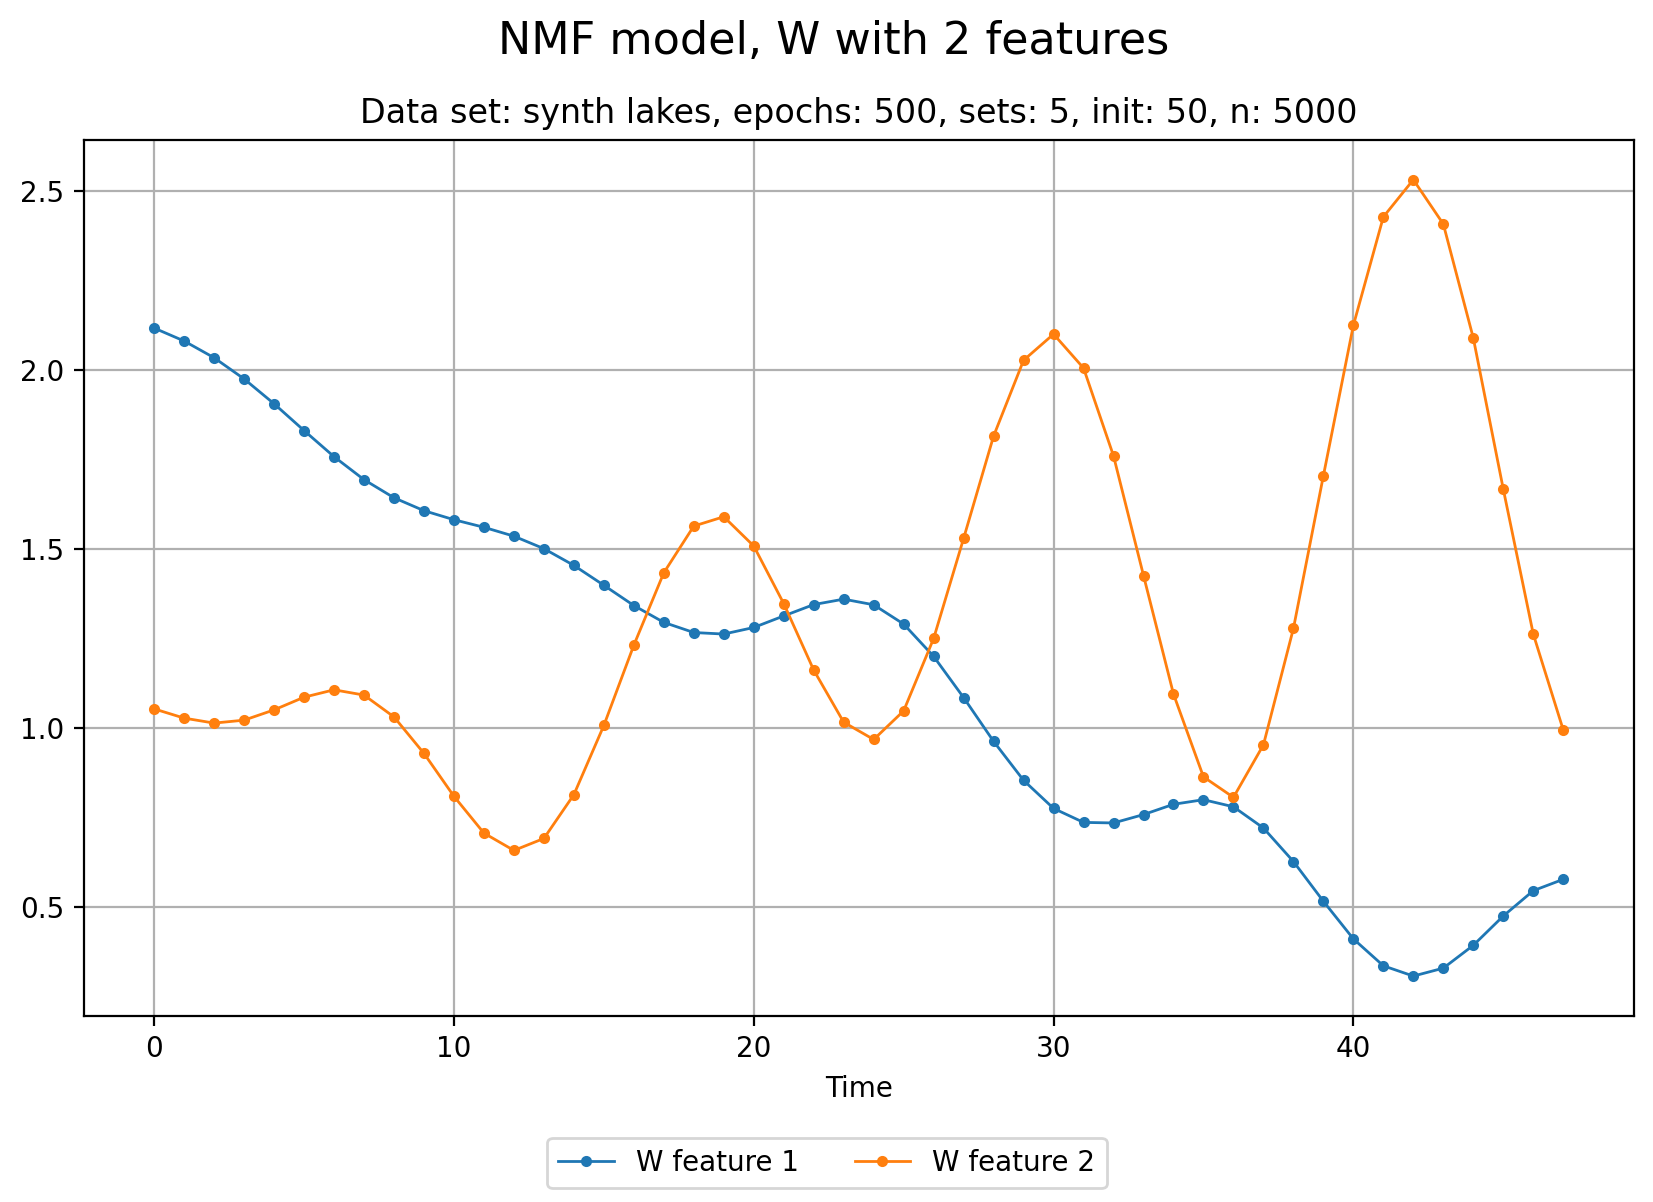 NMF model, W with 2 features
Data set: synth lakes, epochs: 500, sets: 5, init: 50, n: 5000
2.5
2.0
1.5
1.0
0.5
0 10 20 30 40
Time
W feature 1 W feature 2